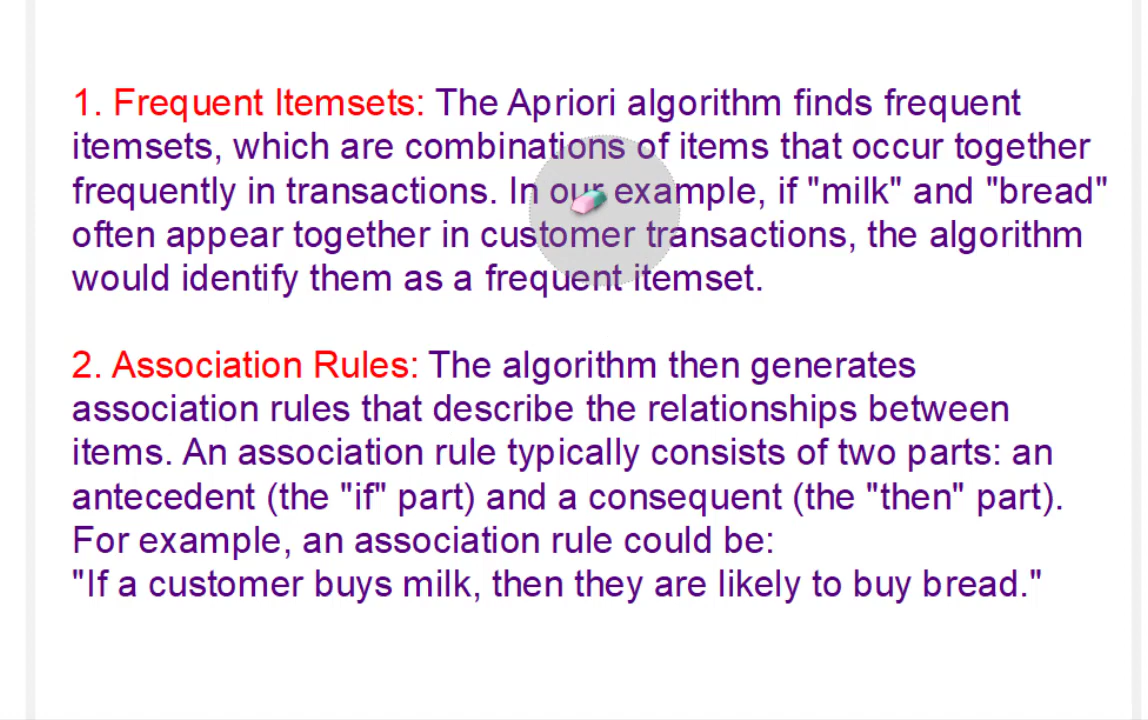 1. Frequent Itemsets: The Apriori algorithm finds frequent
itemsets, which are combinations of items that occur together
frequently in transactions. In our example, if "milk" and "bread"
often appear together in customer transactions, the algorithm
would identify them as a frequent itemset.
2. Association Rules: The algorithm then generates
association rules that describe the relationships between
items. An association rule typically consists of two parts: an
antecedent (the "if" part) and a consequent (the "then" part).
For example, an association rule could be:
"If a customer buys milk, then they are likely to buy bread."